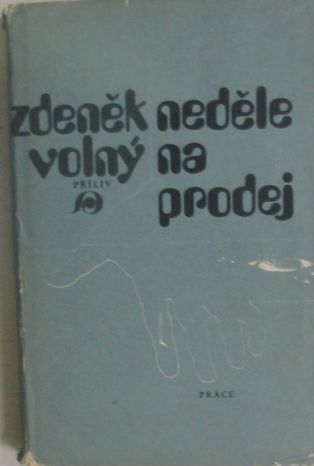 zdeněk neděle
volný na
PŘÍLIV
prodej
PRÁCE